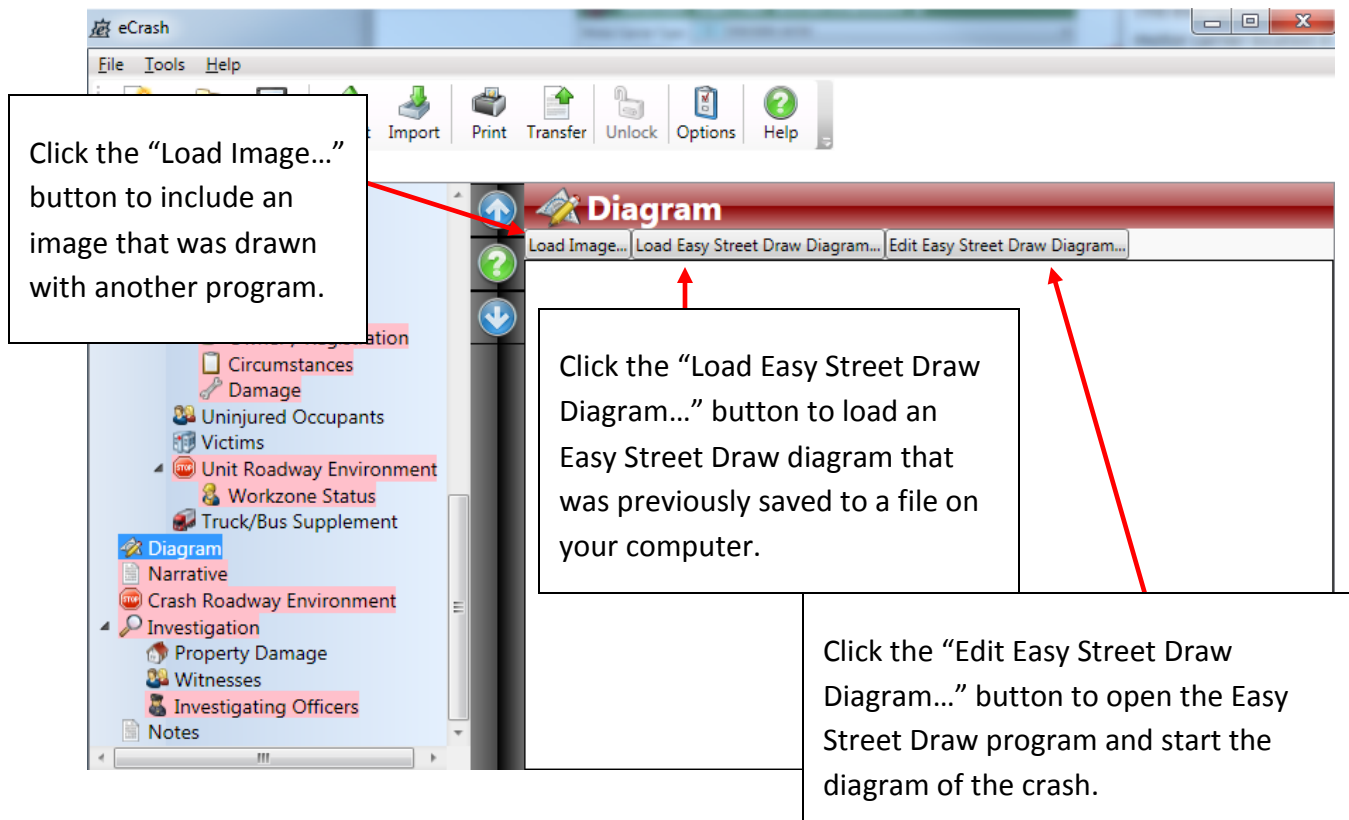 eCrash
File Tools Help
Import Print Transfer Unlock Options Help
Click the “Load Image…”
button to include an
image that was drawn
with another program.
Diagram
Load Image... Load Easy Street Draw Diagram... Edit Easy Street Draw Diagram...
Circumstances
Damage
Uninjured Occupants
Victims
Unit Roadway Environment
STOP
Workzone Status
Truck/Bus Supplement
Diagram
Narrative
Crash Roadway Environment
STOP
Investigation
Property Damage
Witnesses
Investigating Officers
Notes
Click the “Load Easy Street Draw
Diagram…” button to load an
Easy Street Draw diagram that
was previously saved to a file on
your computer.
Click the “Edit Easy Street Draw
Diagram…” button to open the Easy
Street Draw program and start the
diagram of the crash.